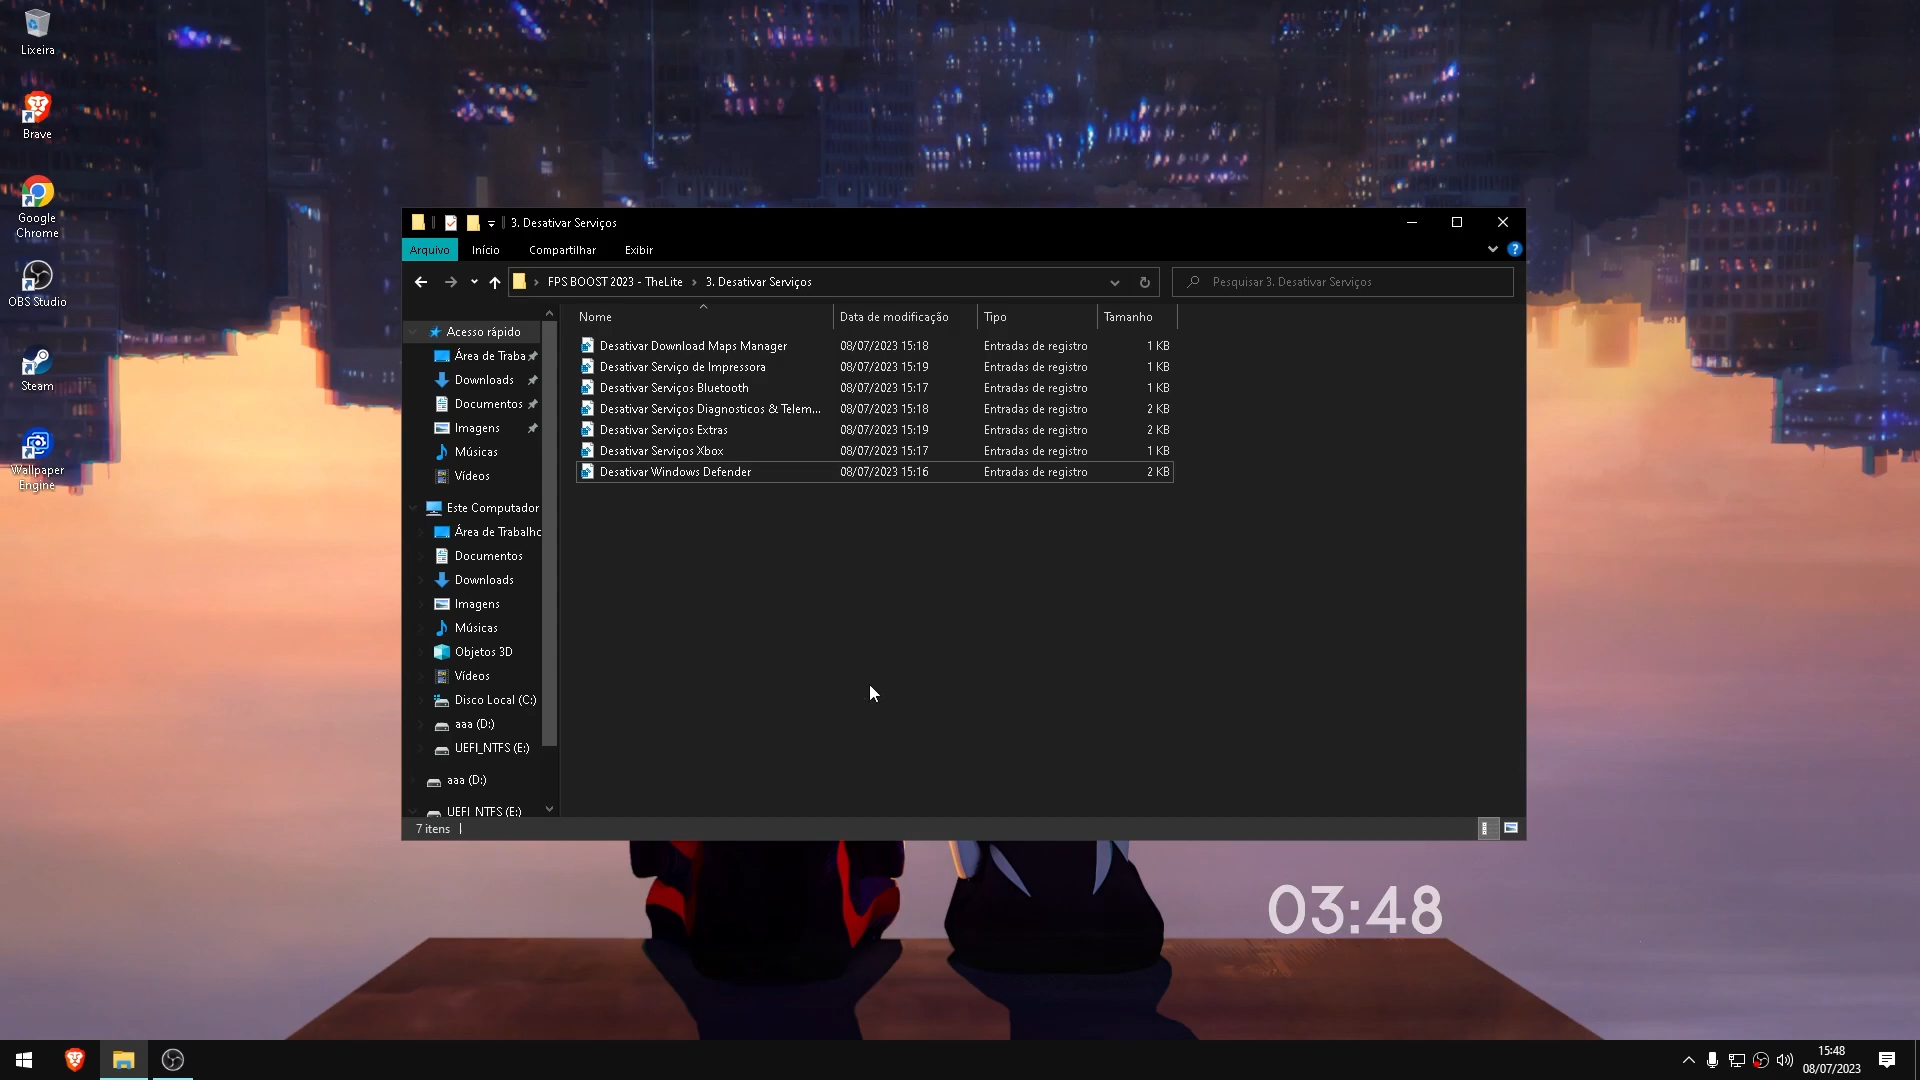 Lixeira
Brave
Google
Chrome
OBS Studio
Steam
Wallpaper
Engine
3. Desativar Serviços
Arquivo
Início
Compartilhar
Exibir
FPS BOOST 2023 - TheLite
3. Desativar Serviços
Pesquisar 3. Desativar Serviços
Nome
Data de modificação
Tipo
Tamanho
Desativar Download Maps Manager 08/07/2023 15:18 Entradas de registro 1 KB
Desativar Serviço de Impressora 08/07/2023 15:19 Entradas de registro 1 KB
Desativar Serviços Bluetooth 08/07/2023 15:17 Entradas de registro 1 KB
Desativar Serviços Diagnosticos & Telem... 08/07/2023 15:18 Entradas de registro 2 KB
Desativar Serviços Extras 08/07/2023 15:19 Entradas de registro 2 KB
Desativar Serviços Xbox 08/07/2023 15:17 Entradas de registro 1 KB
Desativar Windows Defender 08/07/2023 15:16 Entradas de registro 2 KB
Acesso rápido
Área de Traba
Downloads
Documentos
Imagens
Músicas
Vídeos
Este Computador
Área de Trabalho
Documentos
Downloads
Imagens
Músicas
Objetos 3D
Vídeos
Disco Local (C:)
aaa (D:)
UEFI_NTFS (E:)
aaa (D:)
UEFI_NTFS (E:)
7 itens
03:48
15:48
08/07/2023